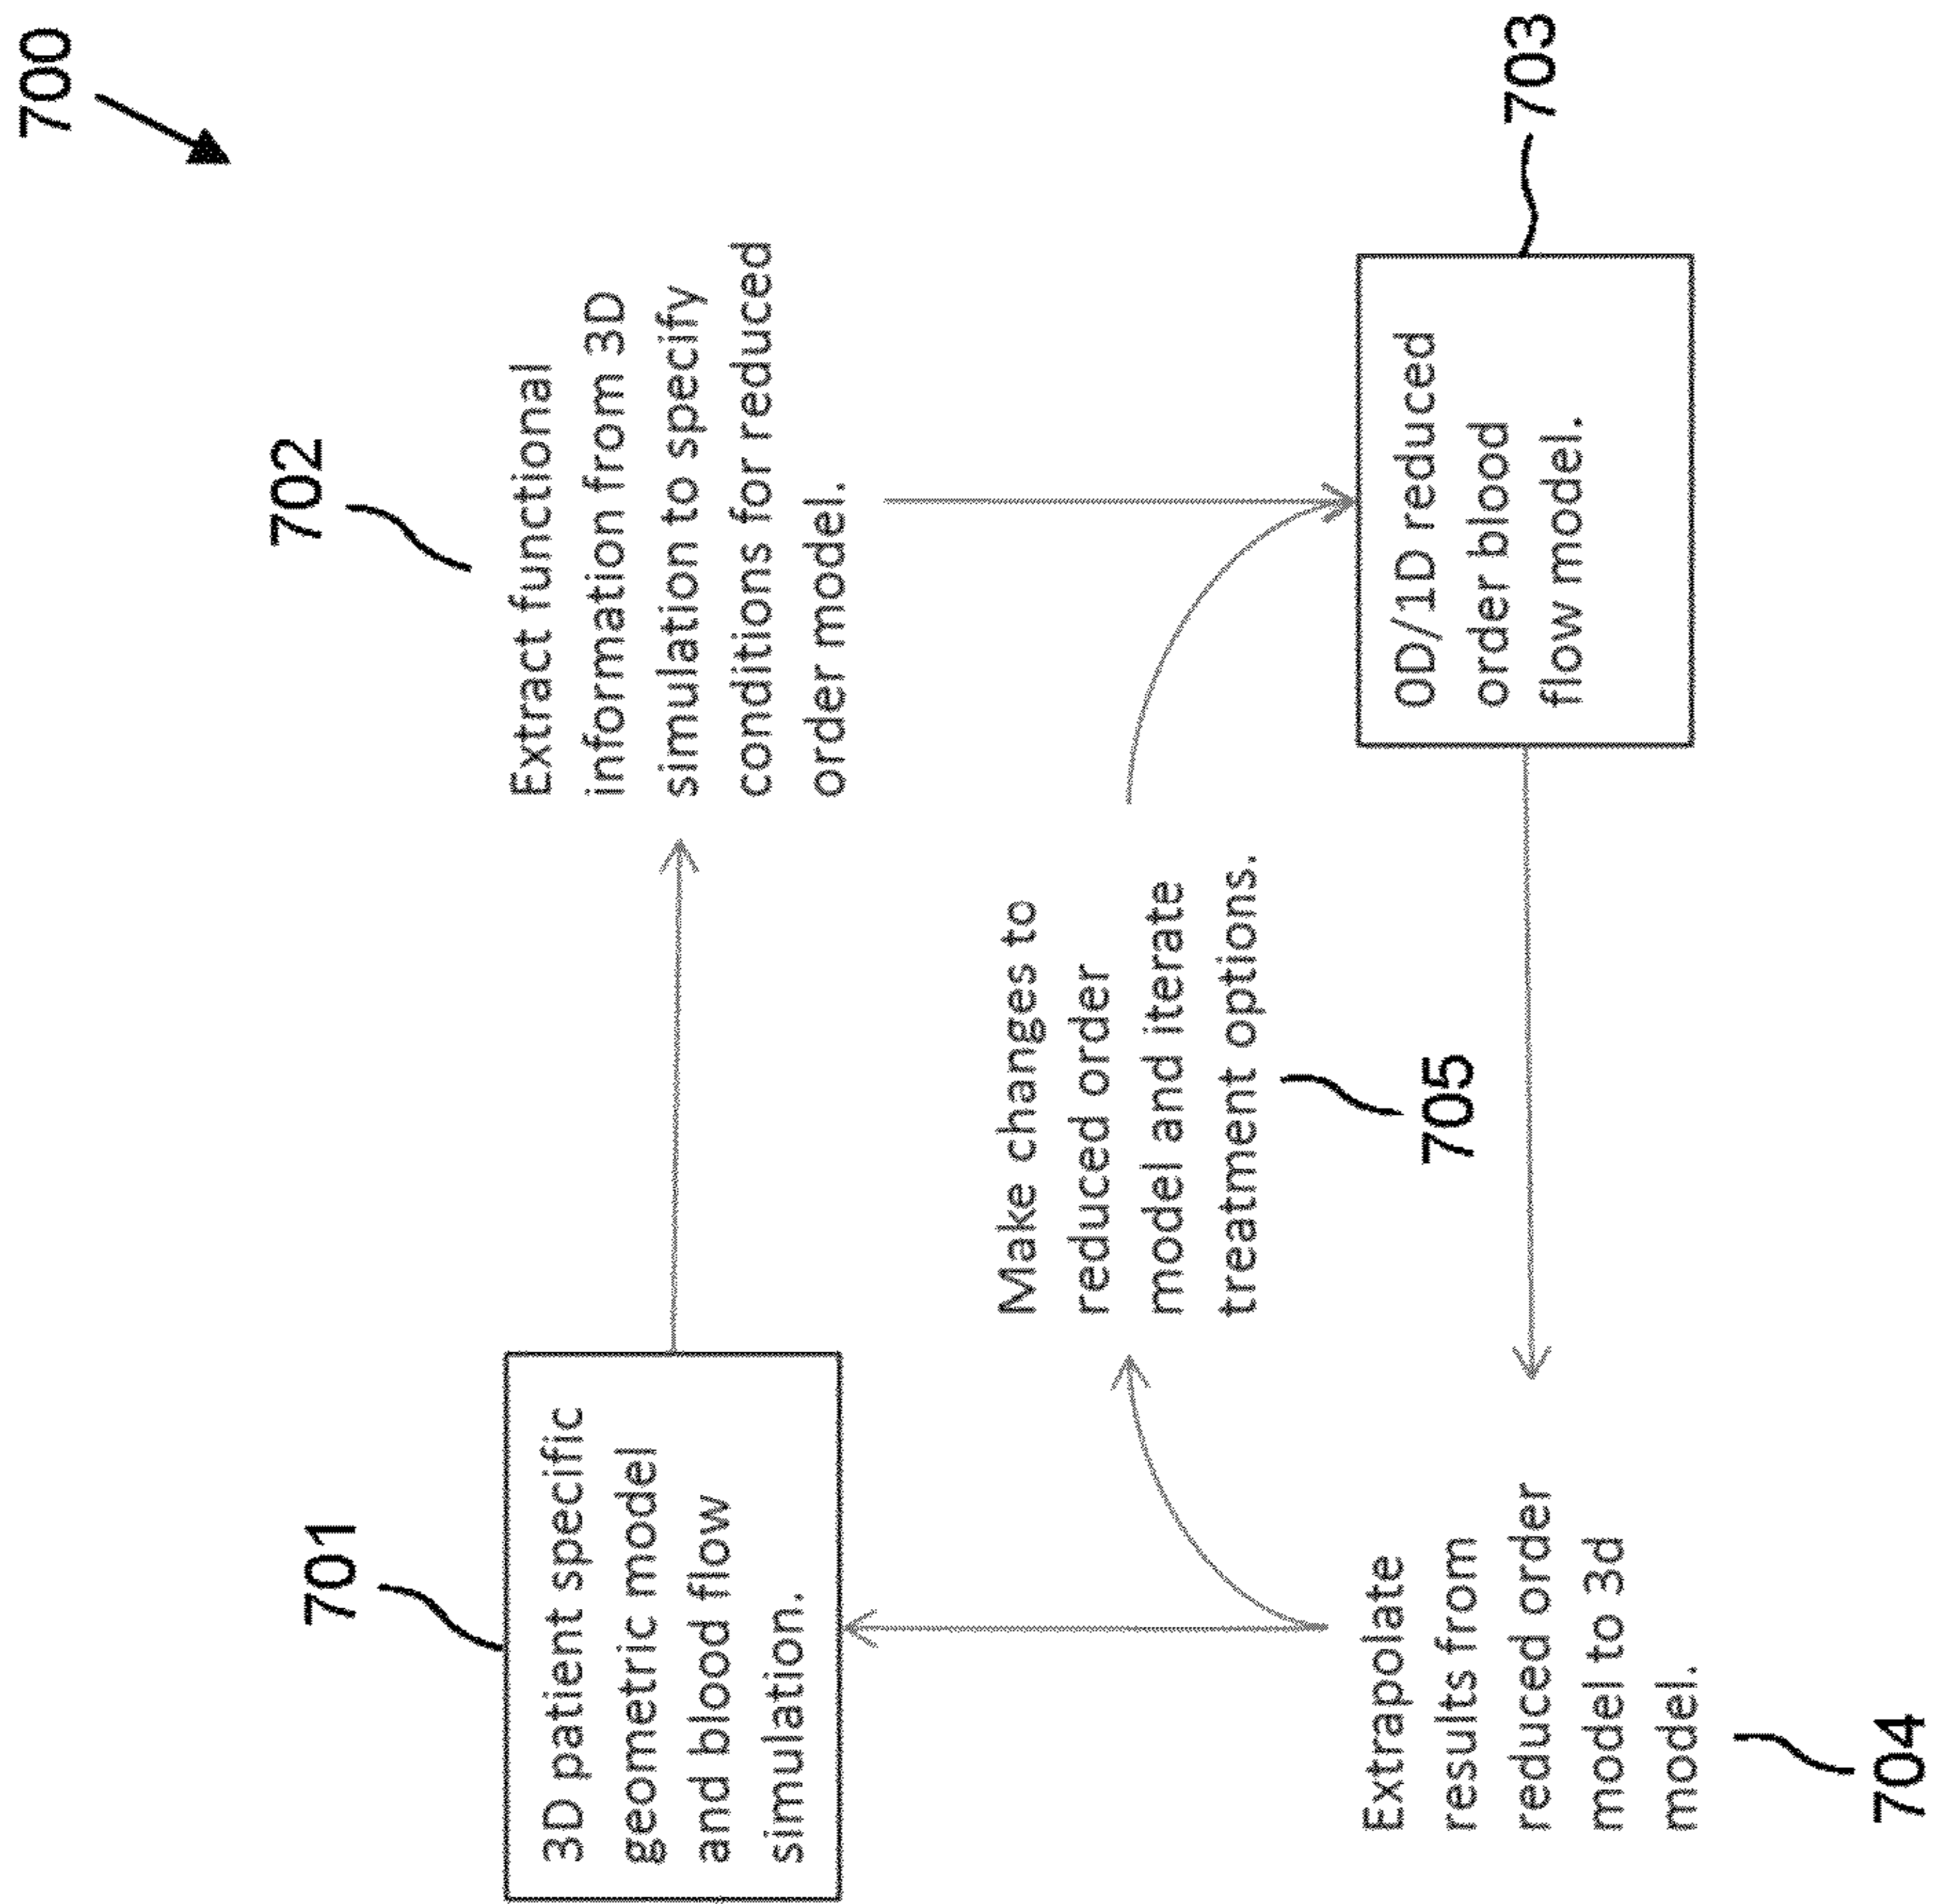 700
701
3D patient specific
geometric model
and blood flow
simulation.
702
Extract functional
information from 3D
simulation to specify
conditions for reduced
order model.
703
0D/1D reduced
order blood
flow model.
704
Extrapolate
results from
reduced order
model to 3d
model.
705
Make changes to
reduced order
model and iterate
treatment options.